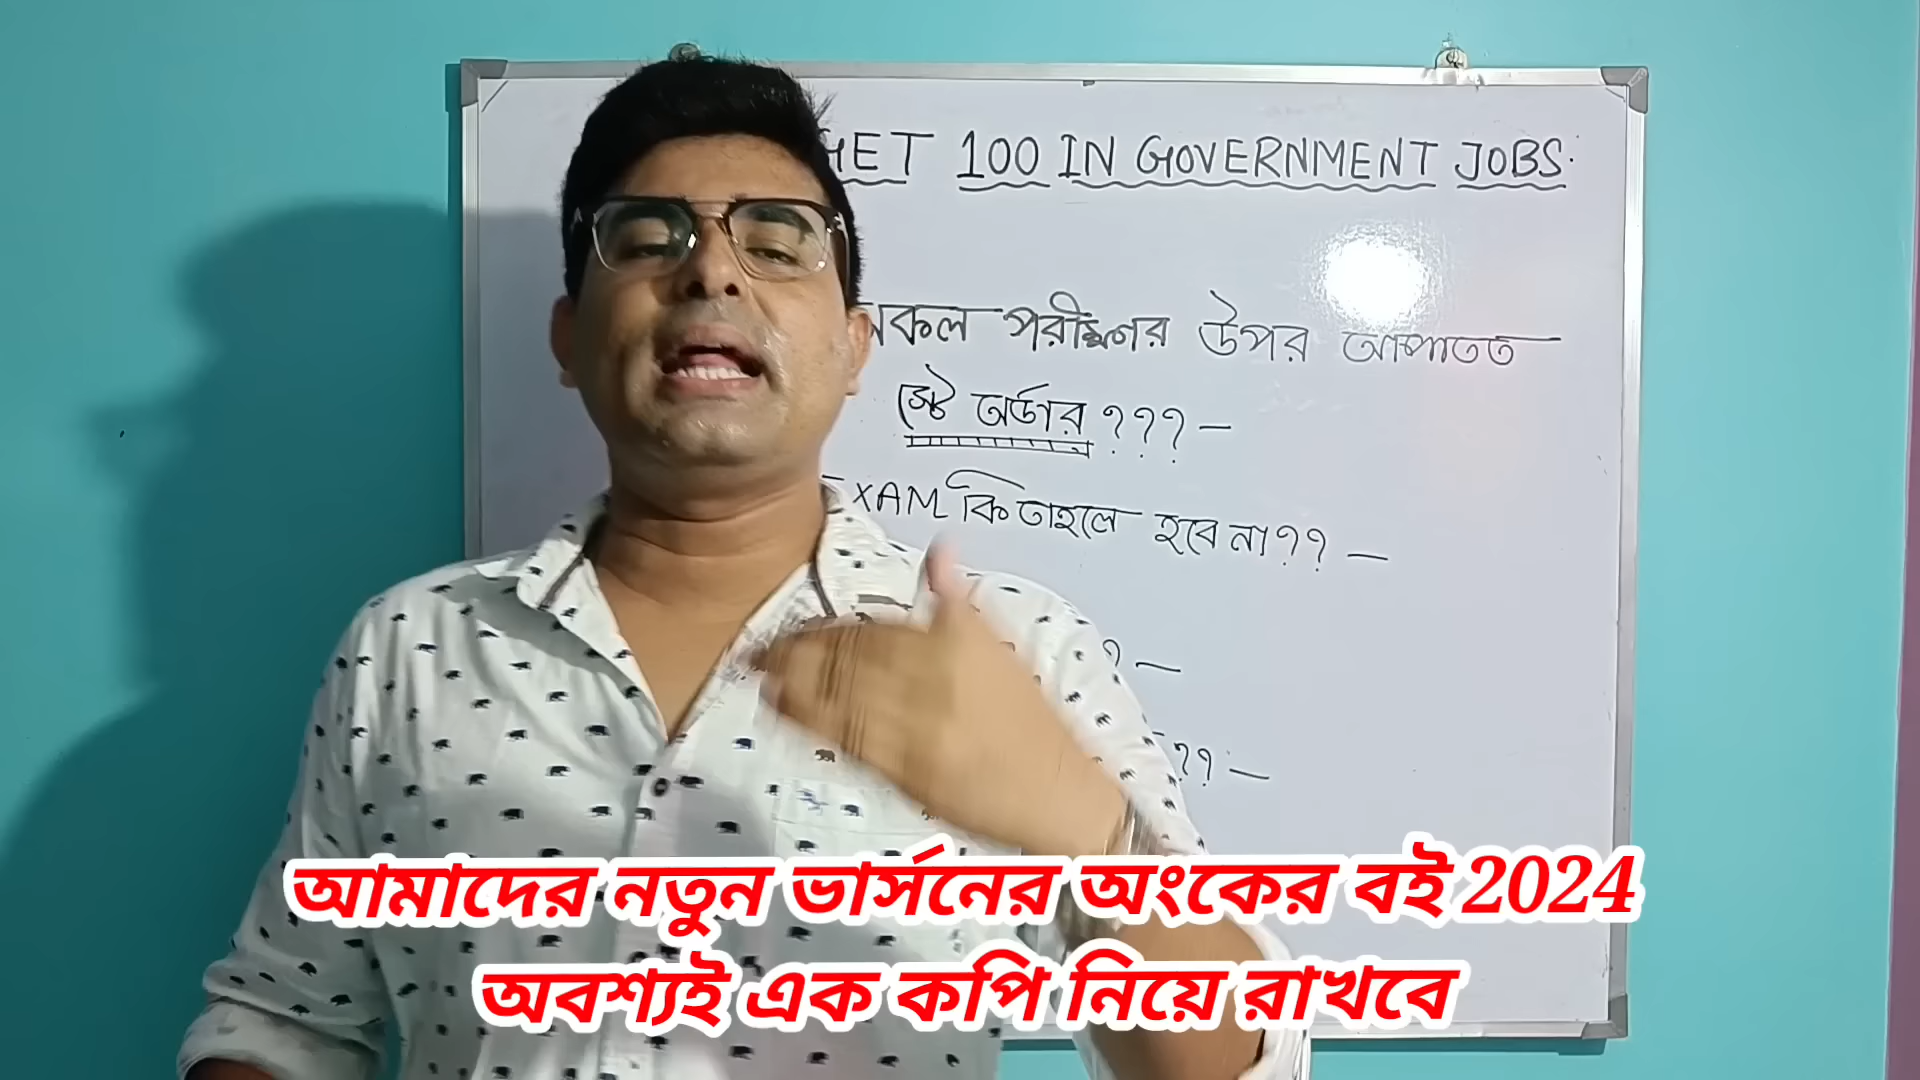 GET 100 IN GOVERNMENT JOBS.
সকল পরীক্ষার উপর আপাতত
স্টে অর্ডার ??? —
EXAM কি তাহলে হবে না ?? —
? —
?? —
আমাদের নতুন ভার্সনের অংকের বই 2024
অবশ্যই এক কপি নিয়ে রাখবে